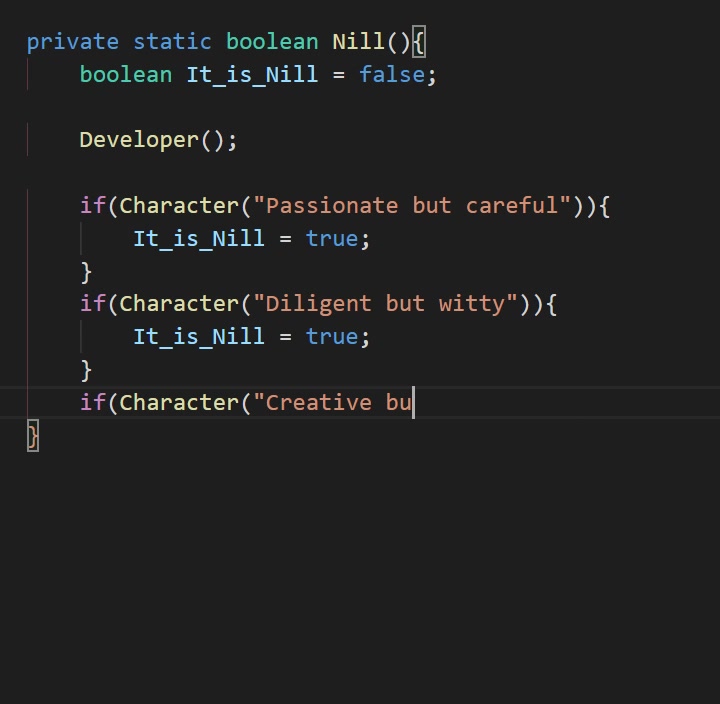 private static boolean Nill(){
    boolean It_is_Nill = false;

    Developer();

    if(Character("Passionate but careful")){
        It_is_Nill = true;
    }
    if(Character("Diligent but witty")){
        It_is_Nill = true;
    }
    if(Character("Creative bu
}